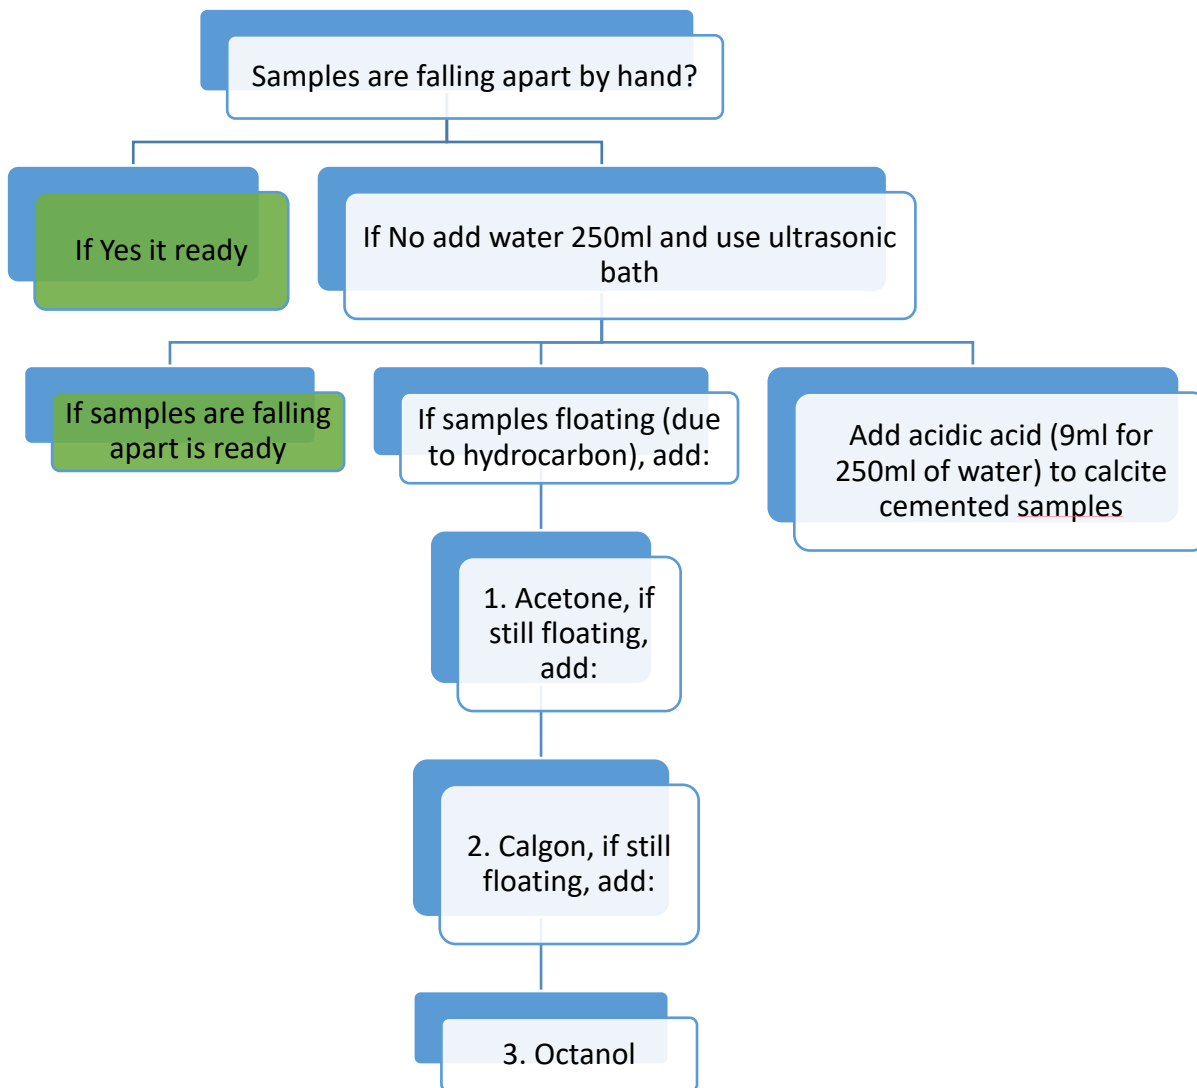 Samples are falling apart by hand?
If Yes it ready
If No add water 250ml and use ultrasonic
bath
If samples are falling
apart is ready
If samples floating (due
to hydrocarbon), add:
Add acidic acid (9ml for
250ml of water) to calcite
cemented samples
1. Acetone, if
still floating,
add:
2. Calgon, if still
floating, add:
3. Octanol